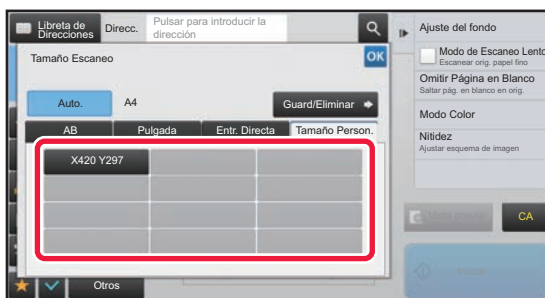 Libreta de
Direcciones
Direcc.
Pulsar para introducir la
dirección
Tamaño Escaneo
OK
Auto.
A4
Guard/Eliminar
AB
Pulgada
Entr. Directa
Tamaño Person.
X420 Y297
Otros
Ajuste del fondo
Modo de Escaneo Lento
Escanear orig. papel fino
Omitir Página en Blanco
Saltar pág. en blanco en orig.
Modo Color
Nitidez
Ajustar esquema de imagen
CA